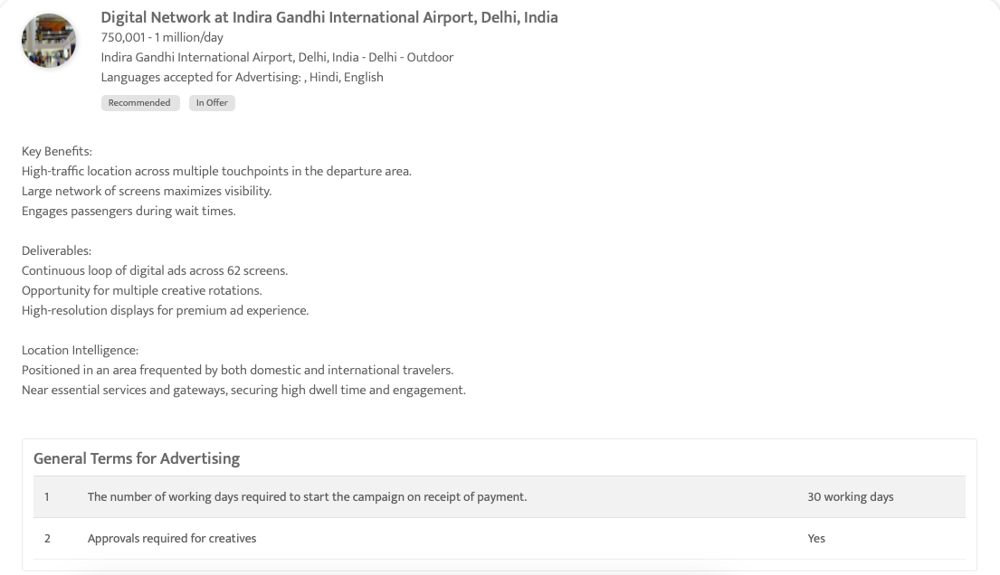 Digital Network at Indira Gandhi International Airport, Delhi, India
750,001 - 1 million/day
Indira Gandhi International Airport, Delhi, India - Delhi - Outdoor
Languages accepted for Advertising: , Hindi, English
Recommended In Offer
Key Benefits:
High-traffic location across multiple touchpoints in the departure area.
Large network of screens maximizes visibility.
Engages passengers during wait times.
Deliverables:
Continuous loop of digital ads across 62 screens.
Opportunity for multiple creative rotations.
High-resolution displays for premium ad experience.
Location Intelligence:
Positioned in an area frequented by both domestic and international travelers.
Near essential services and gateways, securing high dwell time and engagement.
General Terms for Advertising
1 The number of working days required to start the campaign on receipt of payment. 30 working days
2 Approvals required for creatives Yes